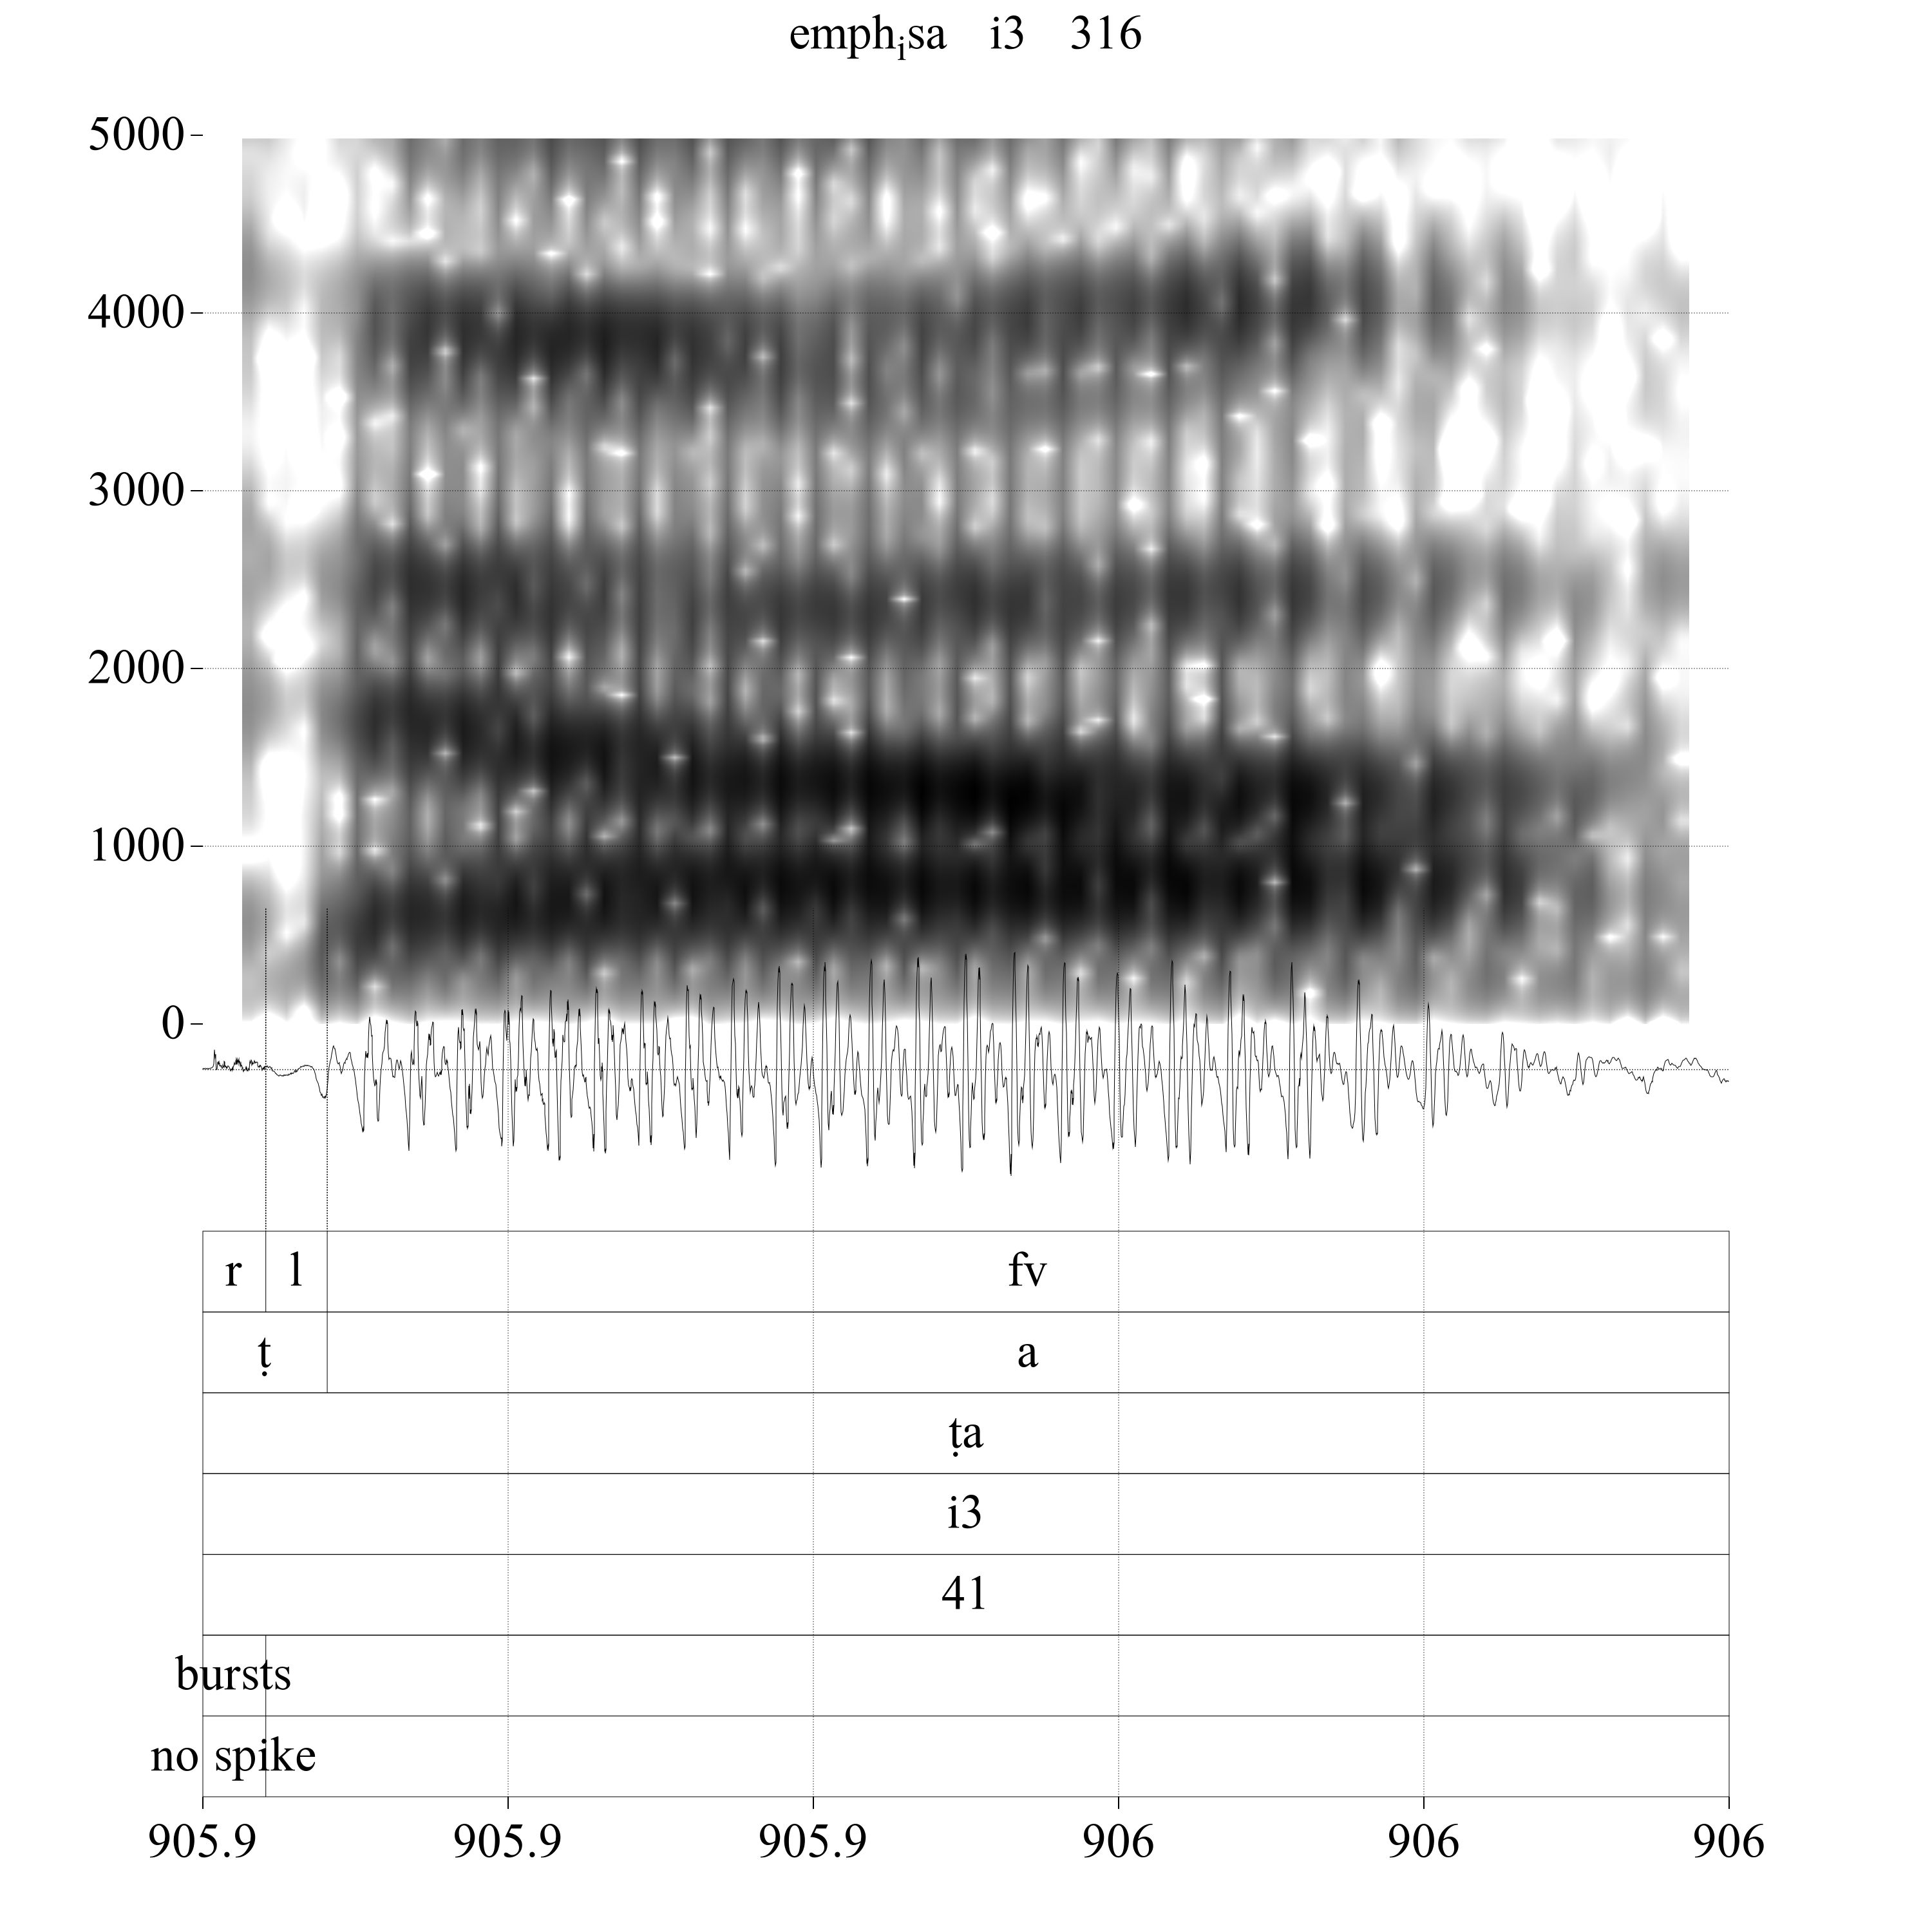 emphᵢsa i3 316
5000
4000
3000
2000
1000
0
r l fv
ṭ a
ṭa
i3
41
bursts
no spike
905.9 905.9 905.9 906 906 906